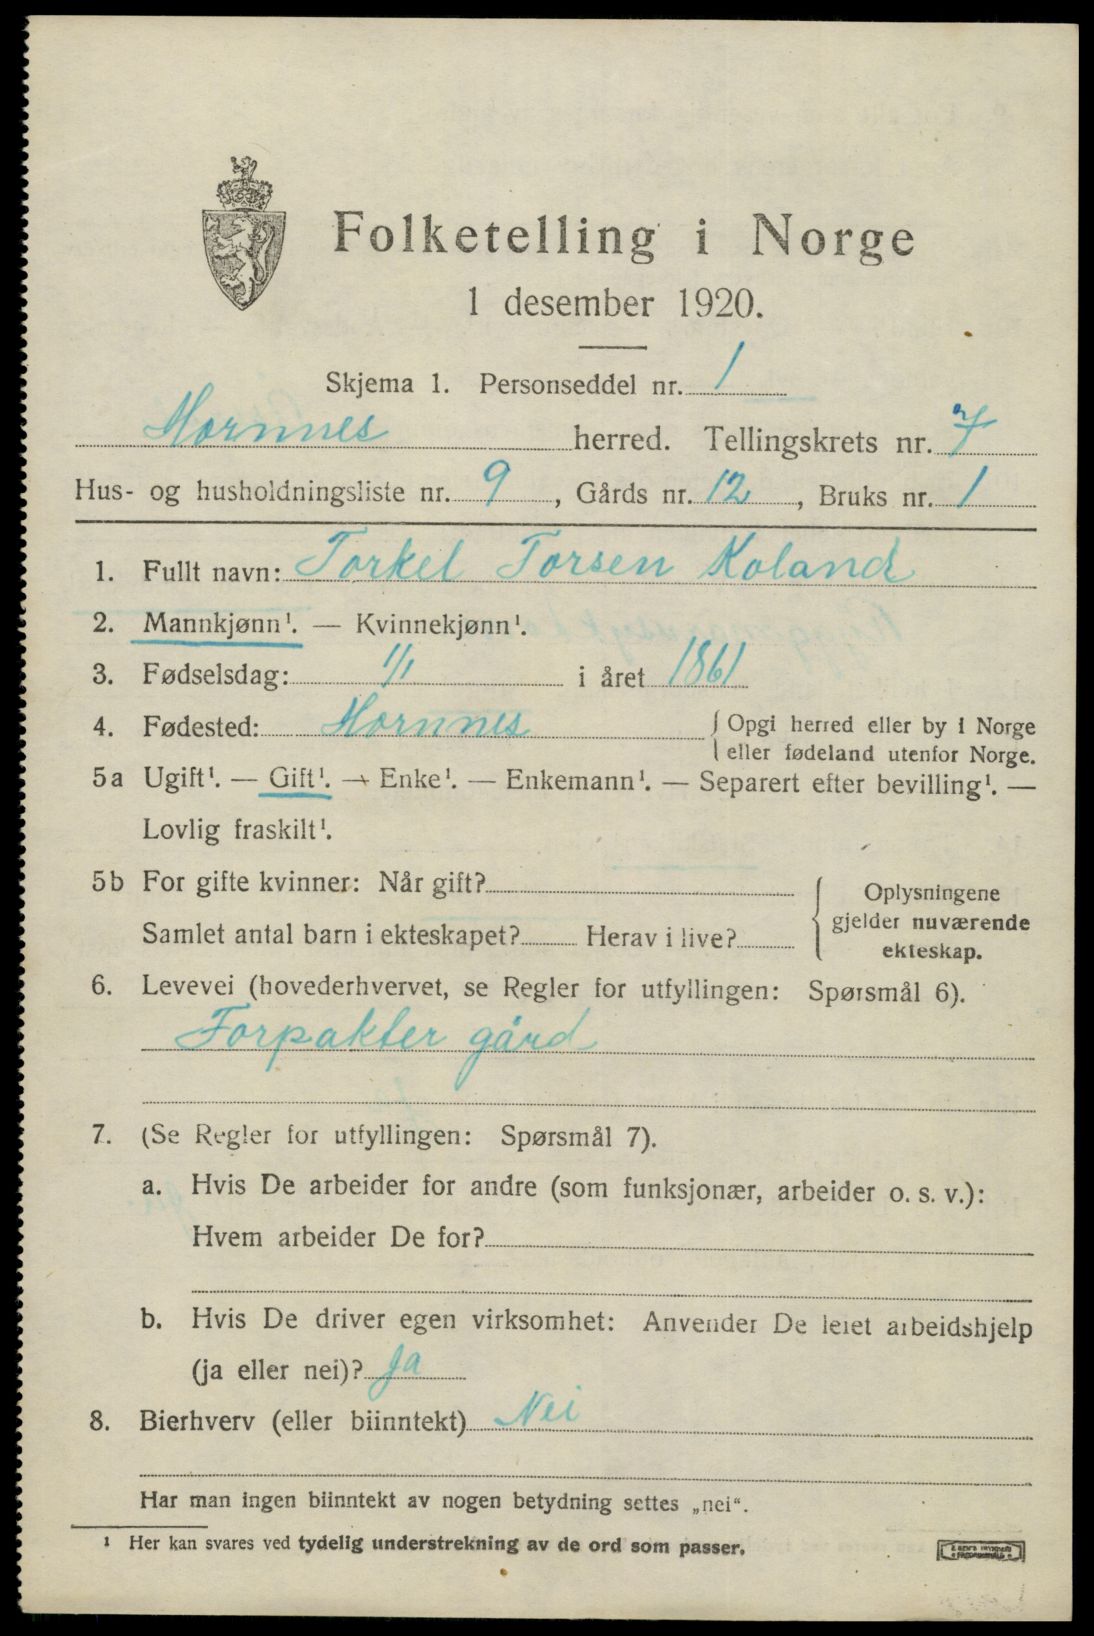 Folketelling i Norge
1 desember 1920.
Skjema 1. Personseddel nr. 1
Hornnes herred. Tellingskrets nr. 7
Hus- og husholdningsliste nr. 9, Gårds nr. 12, Bruks nr. 1
1. Fullt navn: Torkel Torsen Koland
2. Mannkjønn¹. — Kvinnekjønn¹.
3. Fødselsdag: 1/1 i året 1861
4. Fødested: Hornnes { Opgi herred eller by i Norge
eller fødeland utenfor Norge.
5a Ugift¹. — Gift¹. — Enke¹. — Enkemann¹. — Separert efter bevilling¹. —
Lovlig fraskilt¹.
5b For gifte kvinner: Når gift?
Samlet antal barn i ekteskapet? Herav i live?
{ Oplysningene
gjelder nuværende
ekteskap.
6. Levevei (hovederhvervet, se Regler for utfyllingen: Spørsmål 6).
Forpakter gård
7. (Se Regler for utfyllingen: Spørsmål 7).
a. Hvis De arbeider for andre (som funksjonær, arbeider o. s. v.):
Hvem arbeider De for?
b. Hvis De driver egen virksomhet: Anvender De leiet arbeidshjelp
(ja eller nei)? Ja
8. Bierhverv (eller biinntekt) Nei
Har man ingen biinntekt av nogen betydning settes „nei“.
¹ Her kan svares ved tydelig understrekning av de ord som passer.